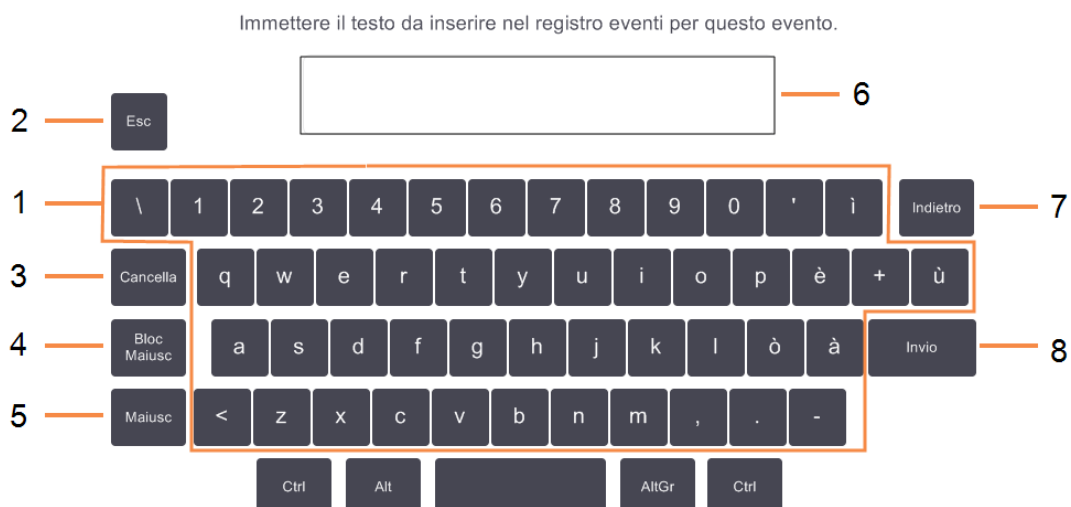 Immettere il testo da inserire nel registro eventi per questo evento.
6
2 Esc
1 \ 1 2 3 4 5 6 7 8 9 0 ' ì Indietro 7
3 Cancella q w e r t y u i o p è + ù
4 Bloc Maiusc a s d f g h j k l ò à Invio 8
5 Maiusc < z x c v b n m , . -
Ctrl Alt AltGr Ctrl